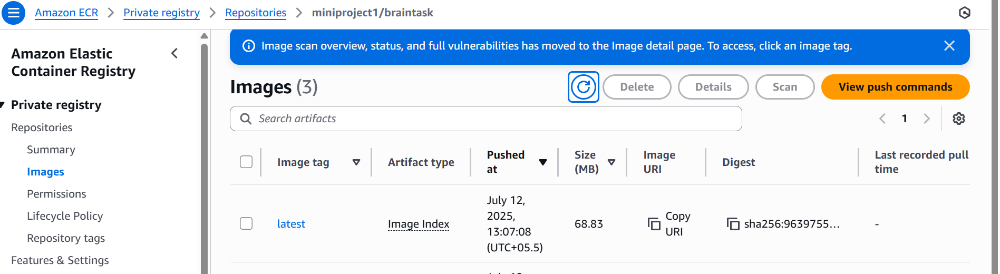 Amazon ECR > Private registry > Repositories > miniproject1/braintask
Amazon Elastic
Container Registry
Private registry
Repositories
Summary
Images
Permissions
Lifecycle Policy
Repository tags
Features & Settings
Image scan overview, status, and full vulnerabilities has moved to the Image detail page. To access, click an image tag.
Images (3)
Delete
Details
Scan
View push commands
Search artifacts
1
Image tag
Artifact type
Pushed
at
Size
(MB)
Image
URI
Digest
Last recorded pull
time
latest
Image Index
July 12,
2025,
13:07:08
(UTC+05.5)
68.83
Copy
URI
sha256:9639755...
-